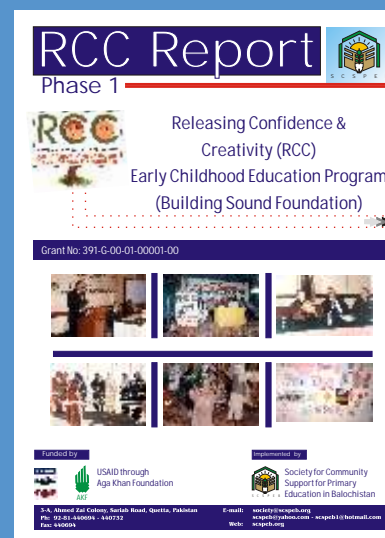 RCC Report
S C S P E B
Phase 1
RCC
Releasing Confidence &
Creativity (RCC)
Early Childhood Education Program
(Building Sound Foundation)
Grant No: 391-G-00-01-00001-00
Funded by
USAID through
Aga Khan Foundation
AKF
Implemented by
Society for Community
Support for Primary
Education in Balochistan
S C S P E B
3-A, Ahmed Zai Colony, Sariab Road, Quetta, Pakistan
Ph: 92-81-440694 - 440732
Fax: 440694
E-mail: society@scspeb.org
scspeb@yahoo.com - scspeb1@hotmail.com
Web: scspeb.org